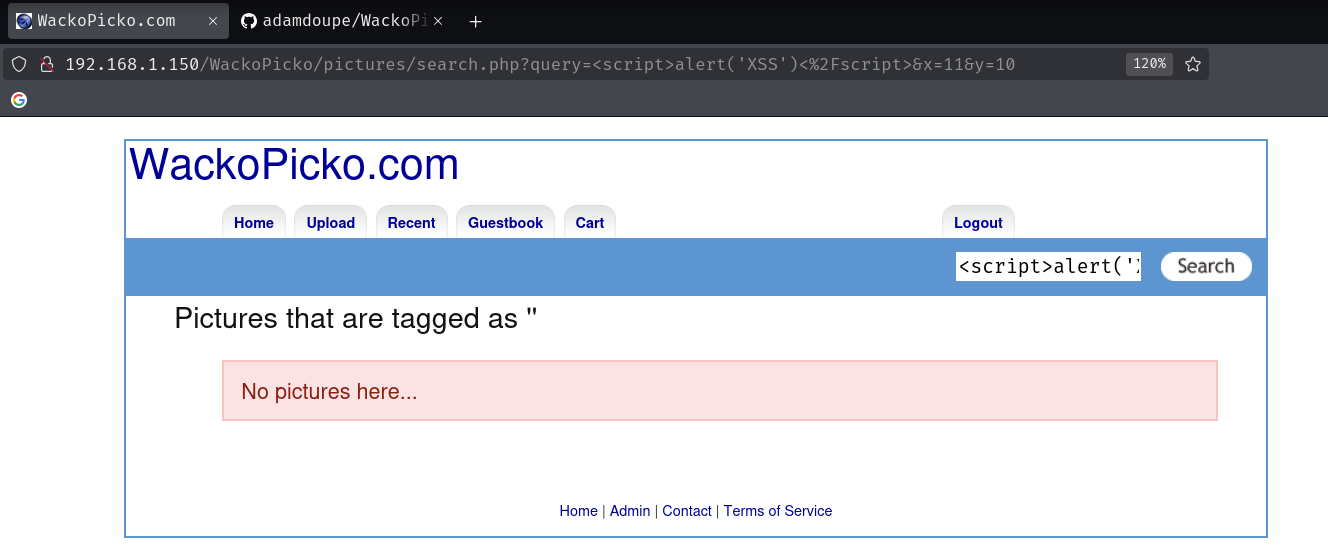 WackoPicko.com
adamdoupe/WackoPi
192.168.1.150/WackoPicko/pictures/search.php?query=<script>alert('XSS')<%2Fscript>&x=11&y=10
120%
WackoPicko.com
Home Upload Recent Guestbook Cart Logout
<script>alert('X Search
Pictures that are tagged as ''
No pictures here...
Home | Admin | Contact | Terms of Service